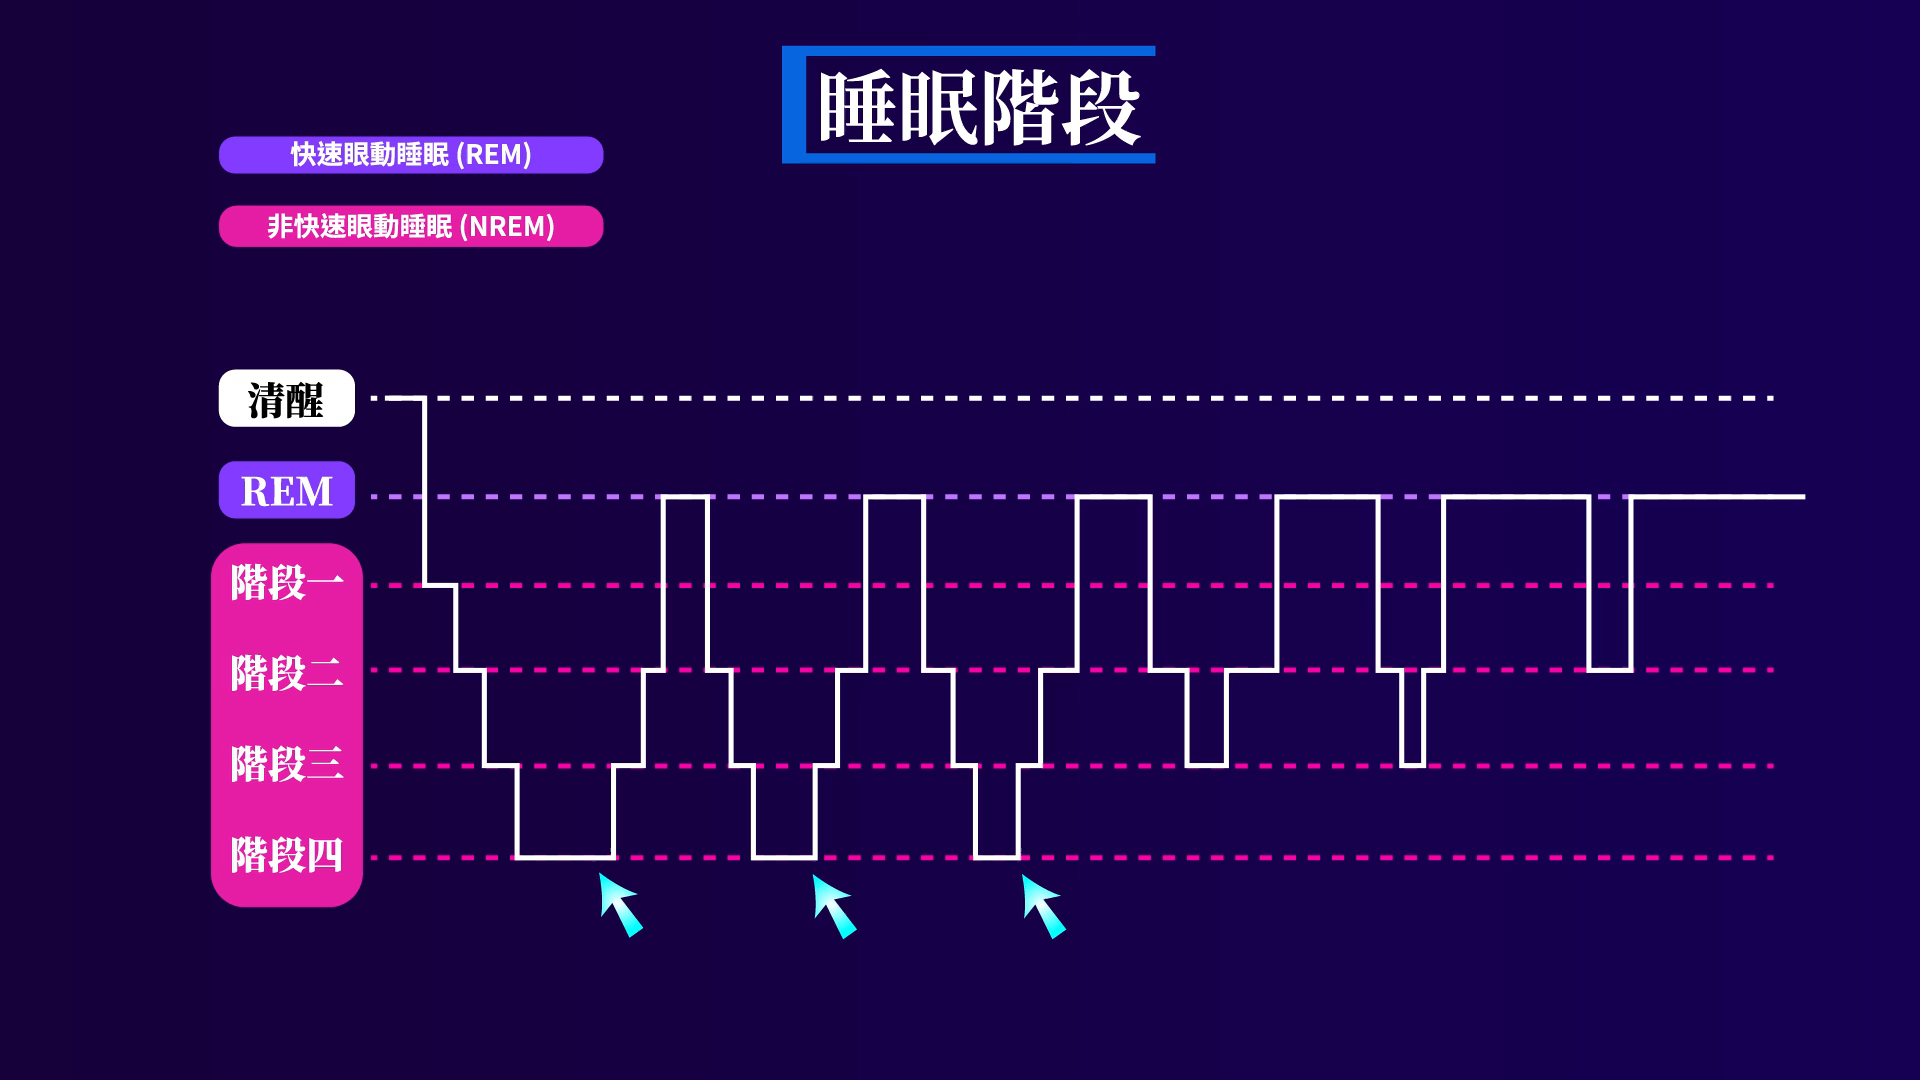 睡眠階段
快速眼動睡眠 (REM)
非快速眼動睡眠 (NREM)
清醒
REM
階段一
階段二
階段三
階段四